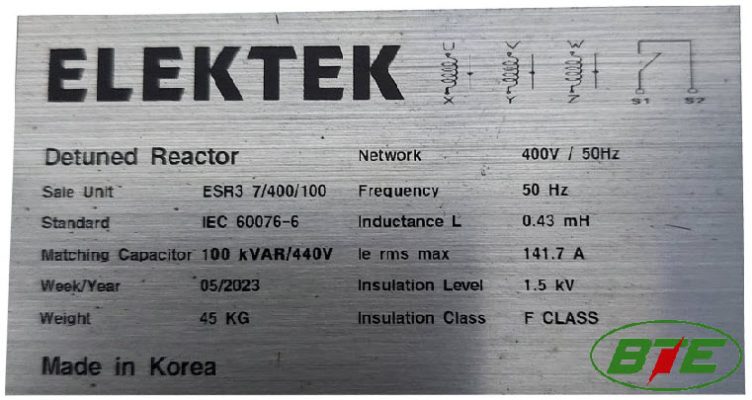 ELEKTEK
U V W
X Y Z S1 S2
Detuned Reactor Network 400V / 50Hz
Sale Unit ESR3 7/400/100 Frequency 50 Hz
Standard IEC 60076-6 Inductance L 0.43 mH
Matching Capacitor 100 kVAR/440V Ie rms max 141.7 A
Week/Year 05/2023 Insulation Level 1.5 kV
Weight 45 KG Insulation Class F CLASS
Made in Korea
BTE